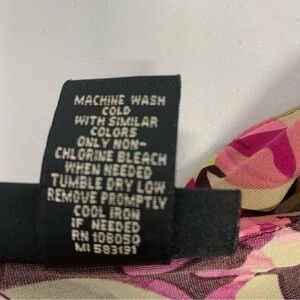 MACHINE WASH
COLD
WITH SIMILAR
COLORS
ONLY NON-
CHLORINE BLEACH
WHEN NEEDED
TUMBLE DRY LOW
REMOVE PROMPTLY
COOL IRON
IF NEEDED
RN 108050
MI 583191